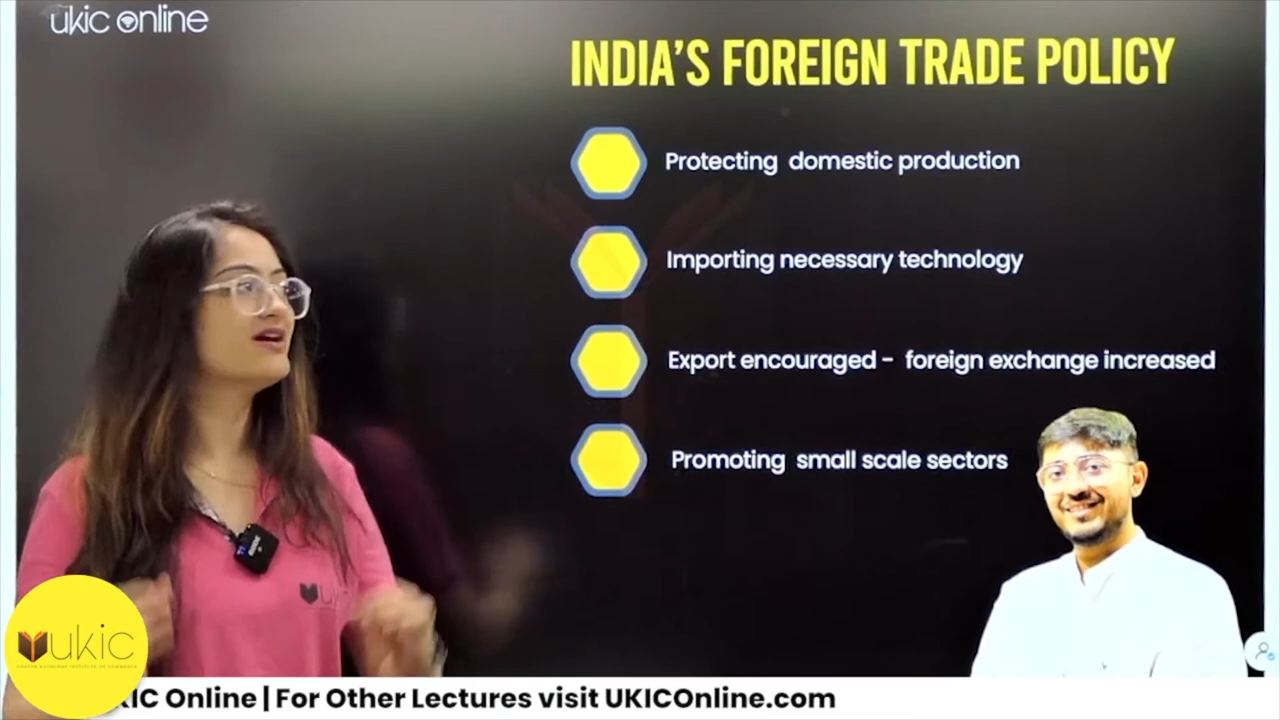 ukic online
INDIA'S FOREIGN TRADE POLICY
Protecting domestic production
Importing necessary technology
Export encouraged - foreign exchange increased
Promoting small scale sectors
uk
ukic
KIC Online | For Other Lectures visit UKICOnline.com